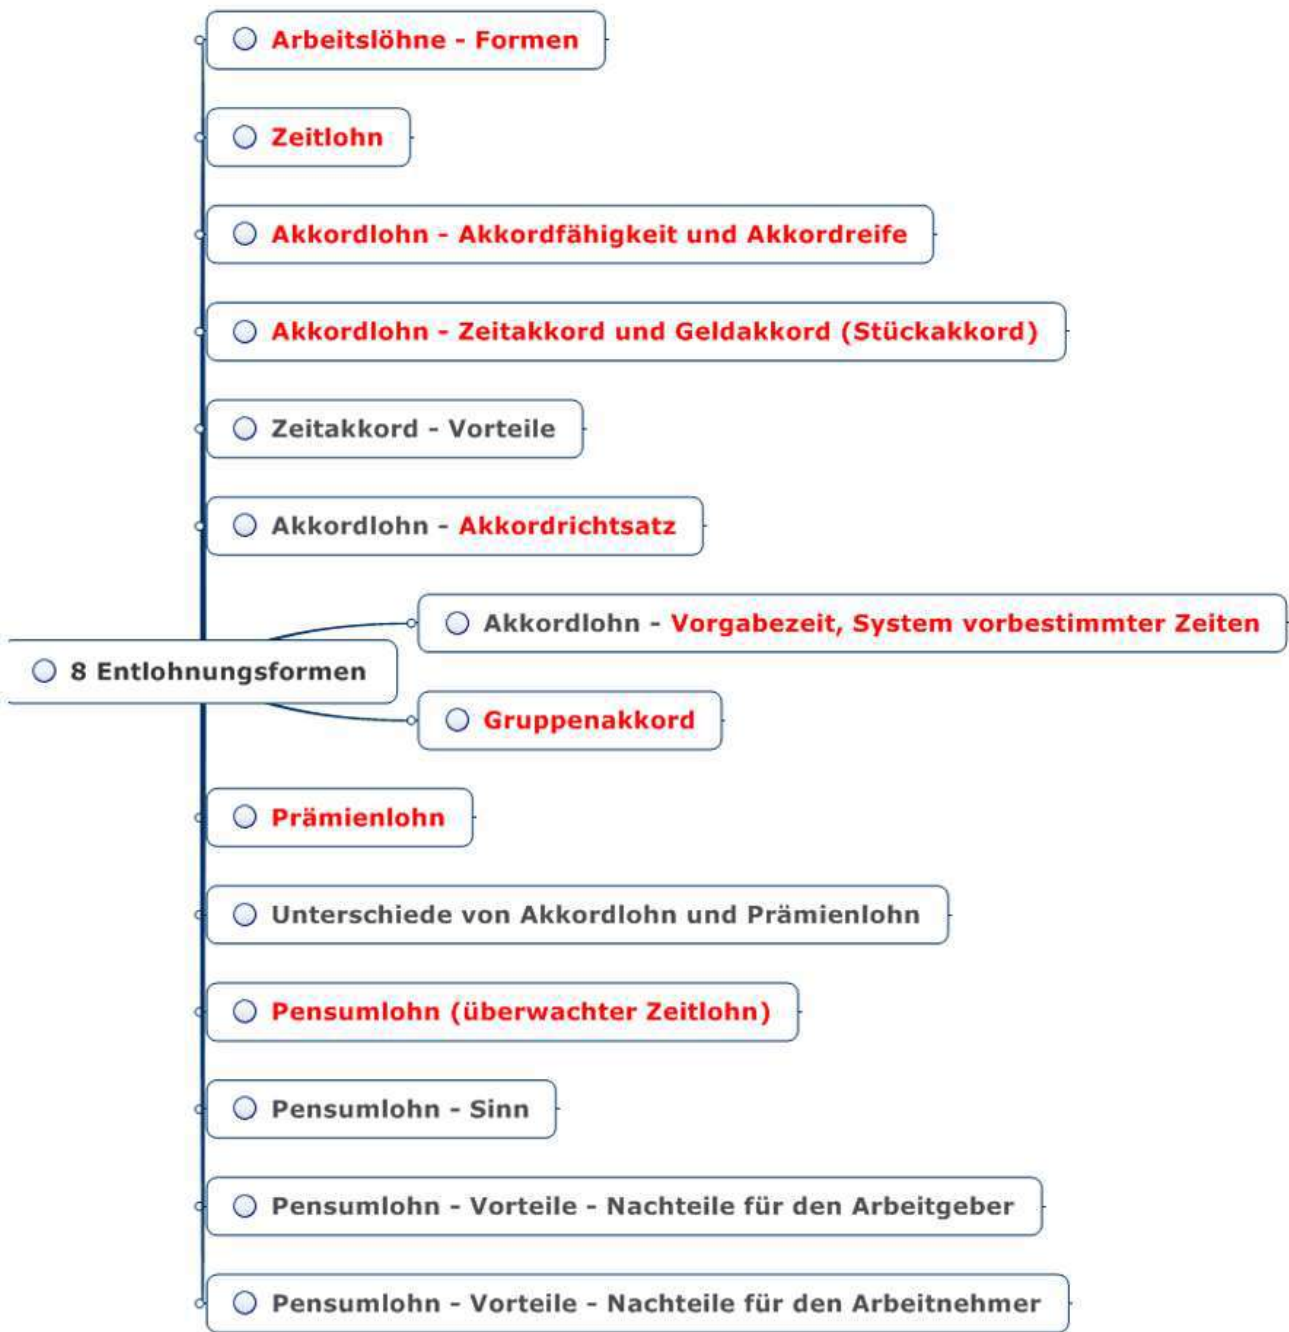 Arbeitslöhne - Formen
Zeitlohn
Akkordlohn - Akkordfähigkeit und Akkordreife
Akkordlohn - Zeitakkord und Geldakkord (Stückakkord)
Zeitakkord - Vorteile
Akkordlohn - Akkordrichtsatz
Akkordlohn - Vorgabezeit, System vorbestimmter Zeiten
8 Entlohnungsformen
Gruppenakkord
Prämienlohn
Unterschiede von Akkordlohn und Prämienlohn
Pensumlohn (überwachter Zeitlohn)
Pensumlohn - Sinn
Pensumlohn - Vorteile - Nachteile für den Arbeitgeber
Pensumlohn - Vorteile - Nachteile für den Arbeitnehmer